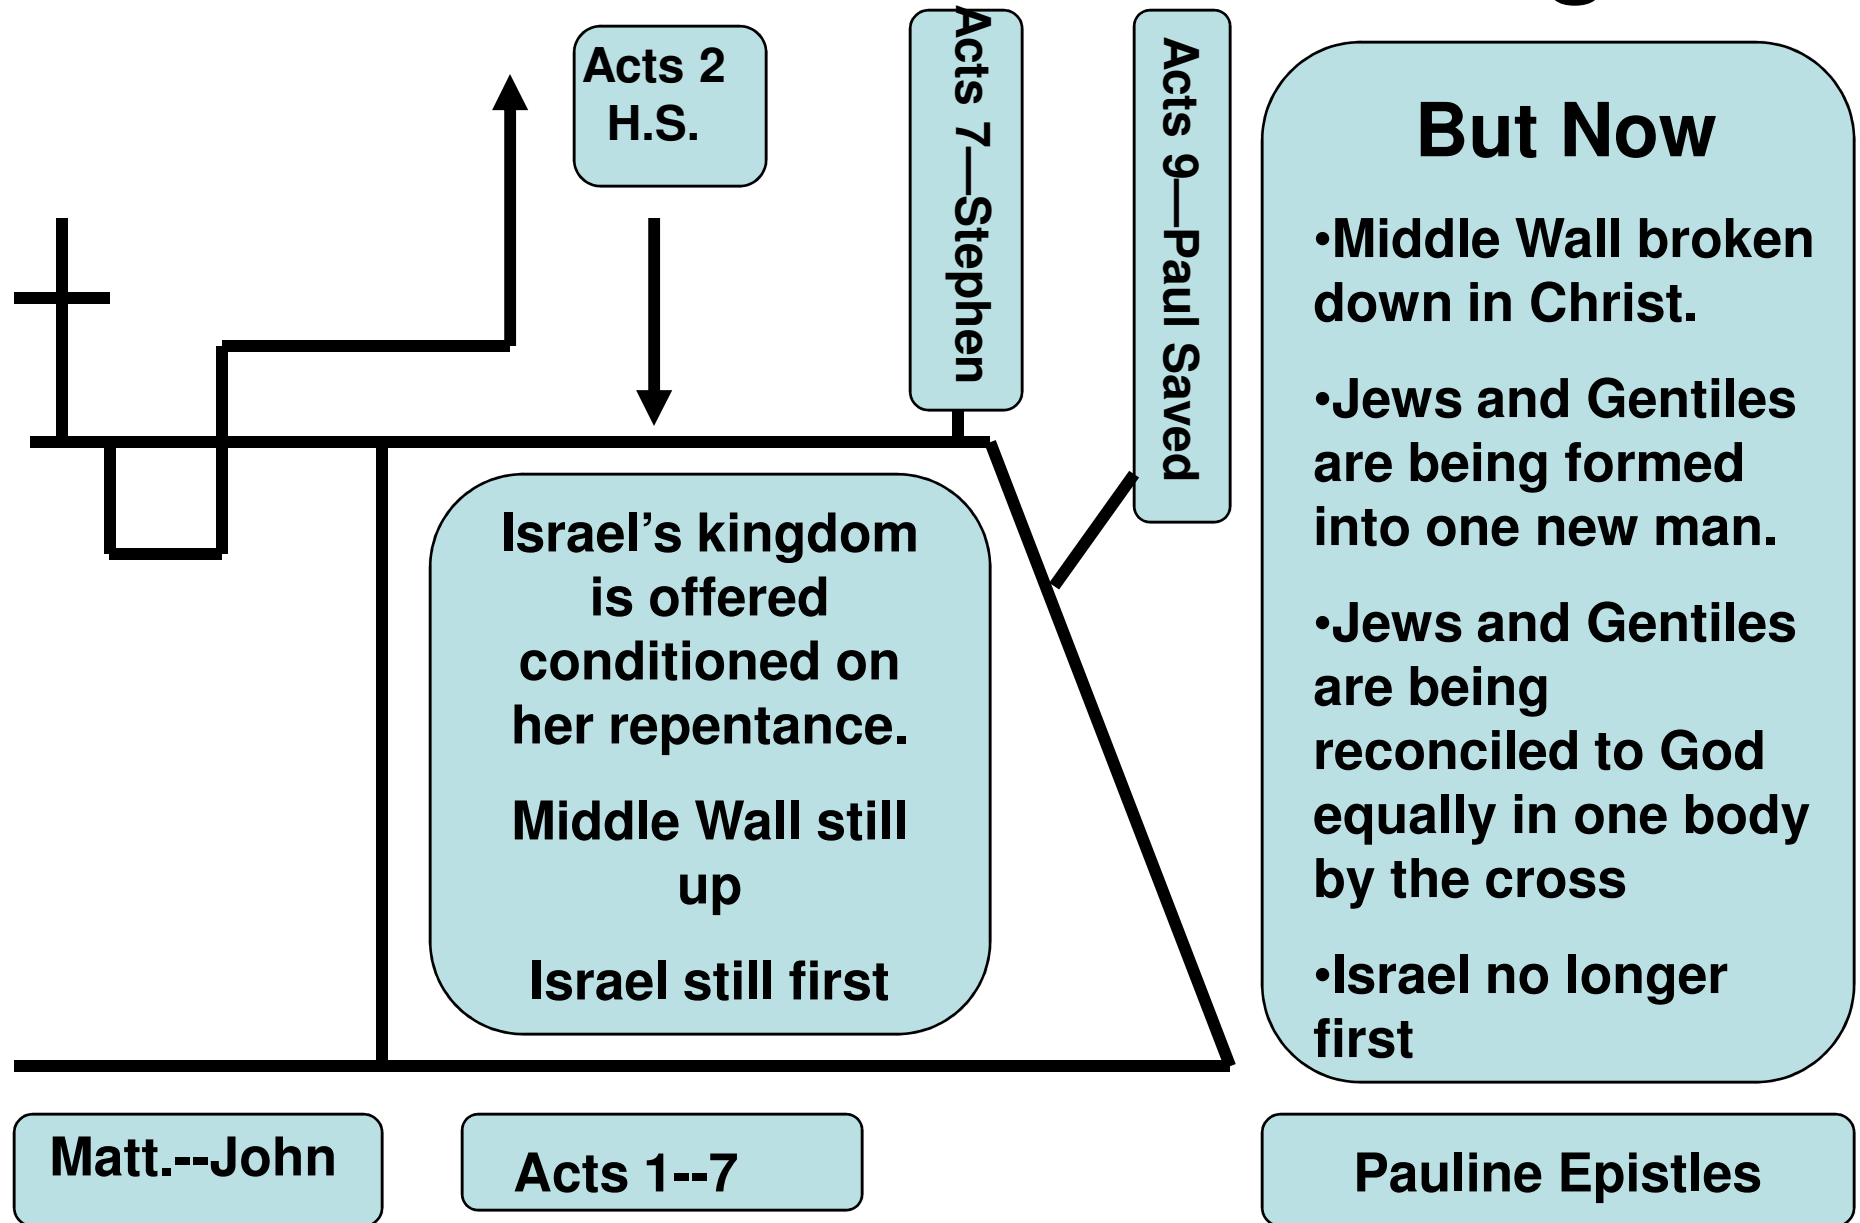 Acts 2
H.S.
Acts 7—Stephen
Acts 9—Paul Saved
But Now
•Middle Wall broken
down in Christ.
•Jews and Gentiles
are being formed
into one new man.
•Jews and Gentiles
are being
reconciled to God
equally in one body
by the cross
•Israel no longer
first
Israel’s kingdom
is offered
conditioned on
her repentance.
Middle Wall still
up
Israel still first
Matt.--John
Acts 1--7
Pauline Epistles